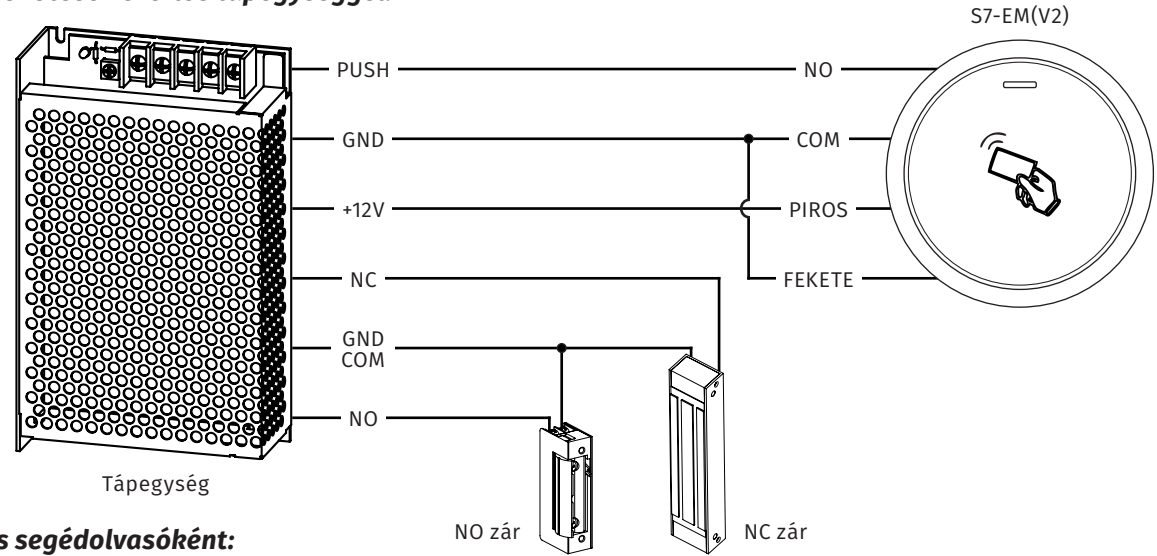 S7-EM(V2)
PUSH NO
GND COM
+12V PIROS
NC FEKETE
GND
COM
NO
Tápegység
NO zár NC zár
segédolvasóként: